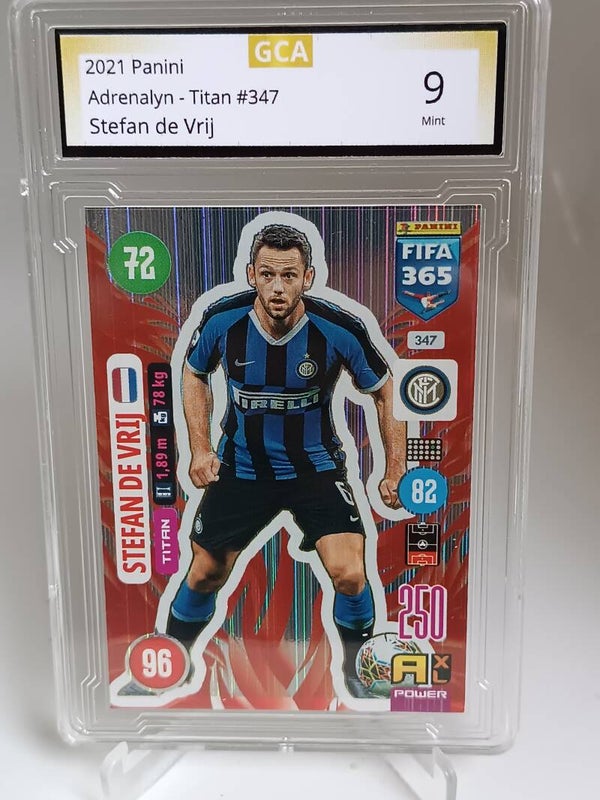 GCA
2021 Panini
Adrenalyn - Titan #347
Stefan de Vrij
9
Mint
72
PANINI
FIFA
365
347
STEFAN DE VRIJ
1,89 m
78 kg
TITAN
PIRELLI
82
250
96
AXL
POWER